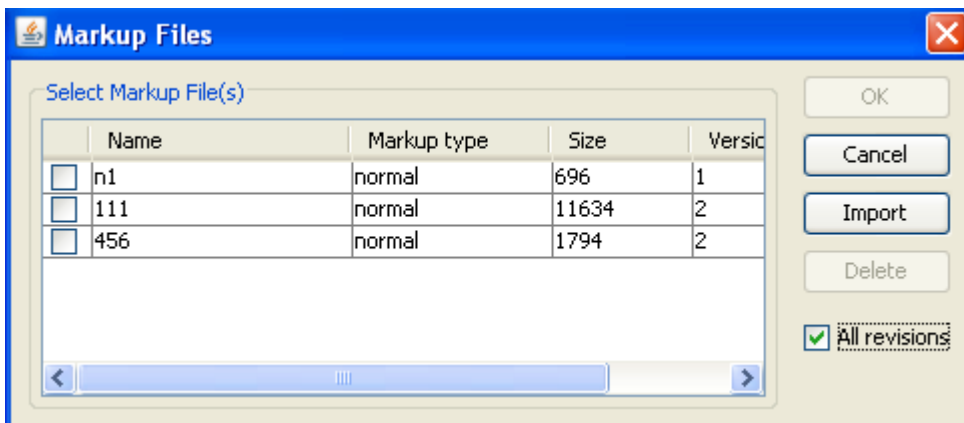 Markup Files
Select Markup File(s)
Name Markup type Size Versic
n1 normal 696 1
111 normal 11634 2
456 normal 1794 2
OK
Cancel
Import
Delete
All revisions